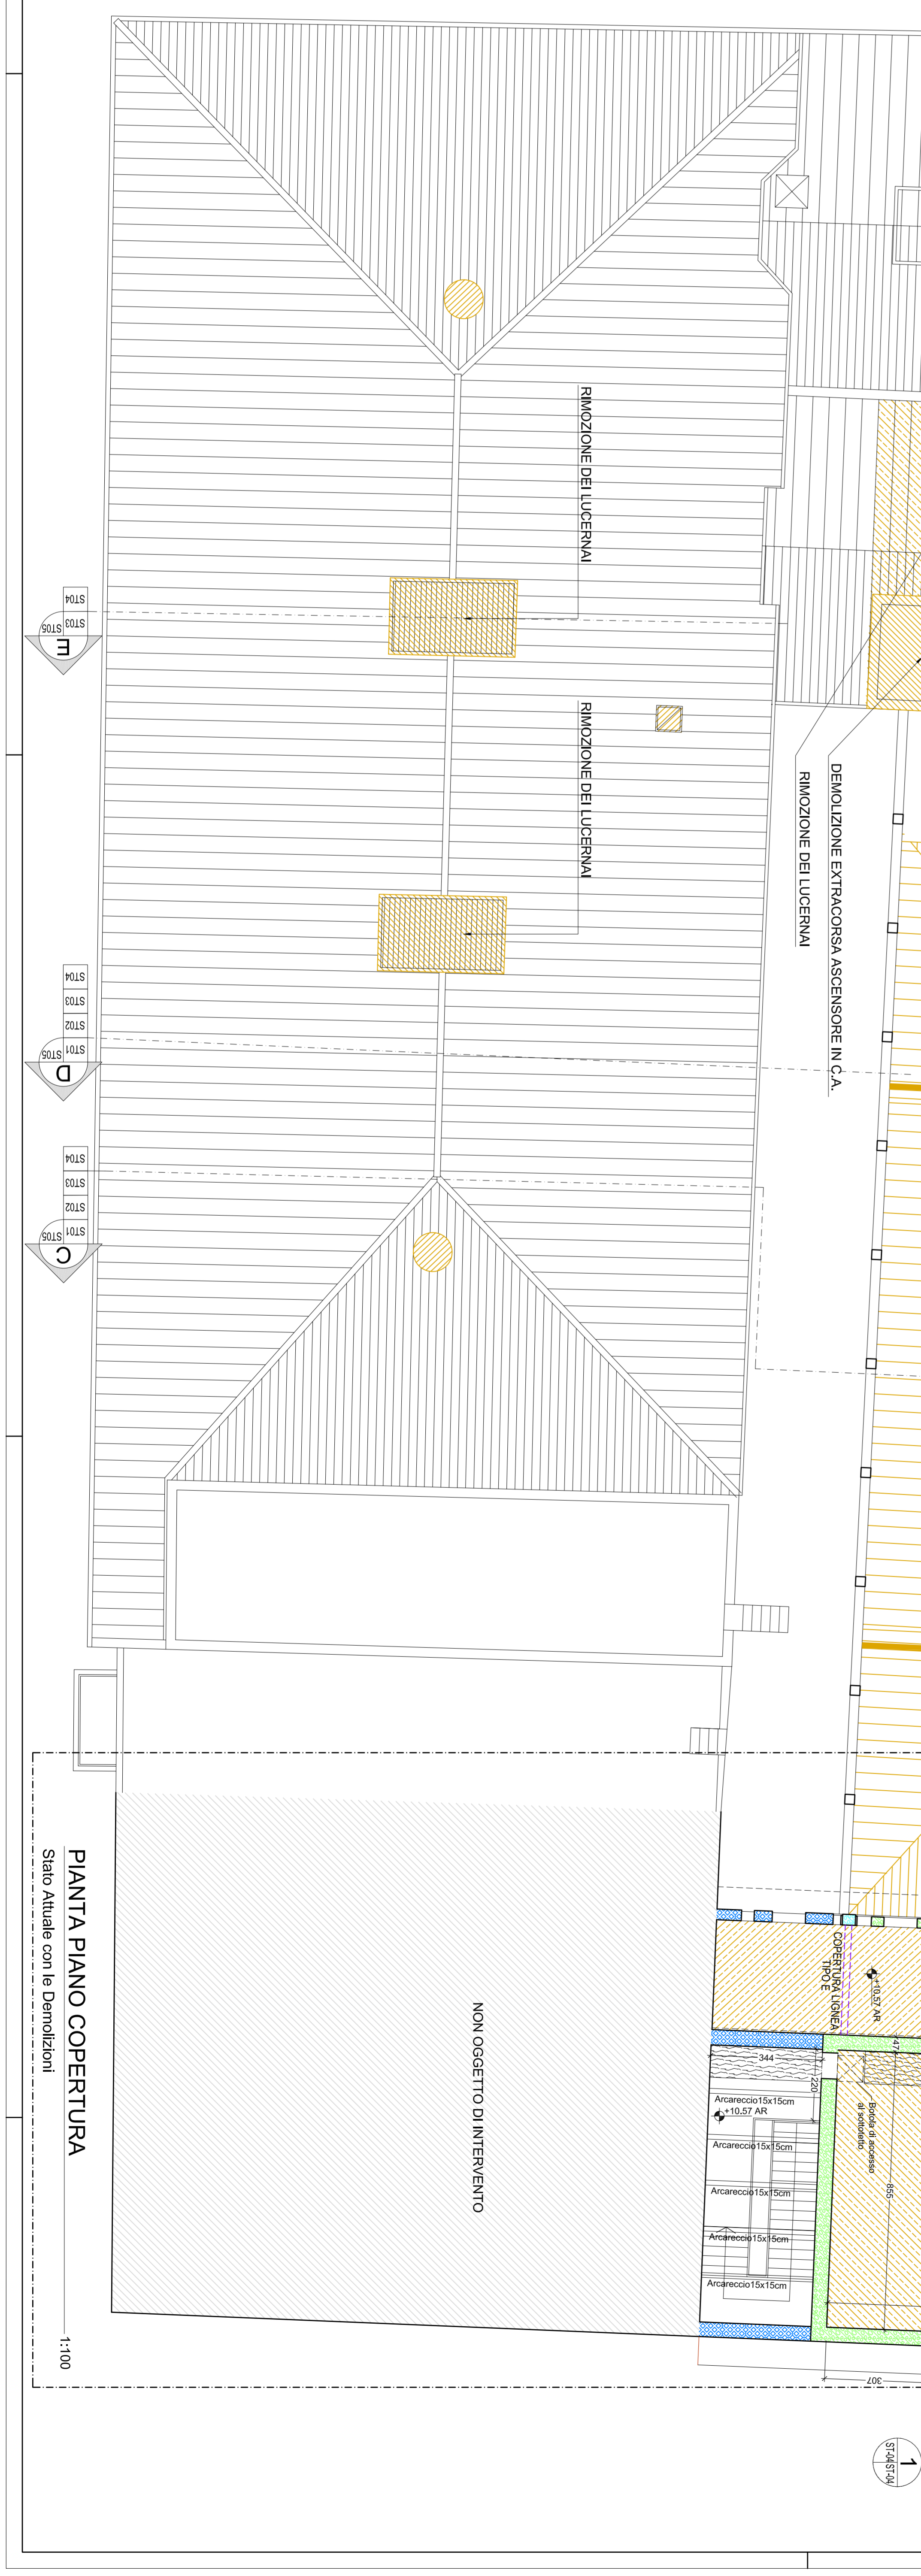 RIMOZIONE DEI LUCERNAI
RIMOZIONE DEI LUCERNAI
RIMOZIONE DEI LUCERNAI
DEMOLIZIONE EXTRACORSA ASCENSORE IN C.A.
ST04
ST03
ST05
E
ST04
ST03
ST02
ST01
ST05
D
ST04
ST03
ST02
ST01
ST05
C
COPERTURA LIGNEA
TIPO E
+10.57 AR
47
344
220
Botola di accesso
al sottotetto
855
Arcareccio15x15cm
+10.57 AR
Arcareccio15x15cm
Arcareccio15x15cm
Arcareccio15x15cm
Arcareccio15x15cm
307
NON OGGETTO DI INTERVENTO
PIANTA PIANO COPERTURA
Stato Attuale con le Demolizioni
1:100
1
ST-04
ST-04